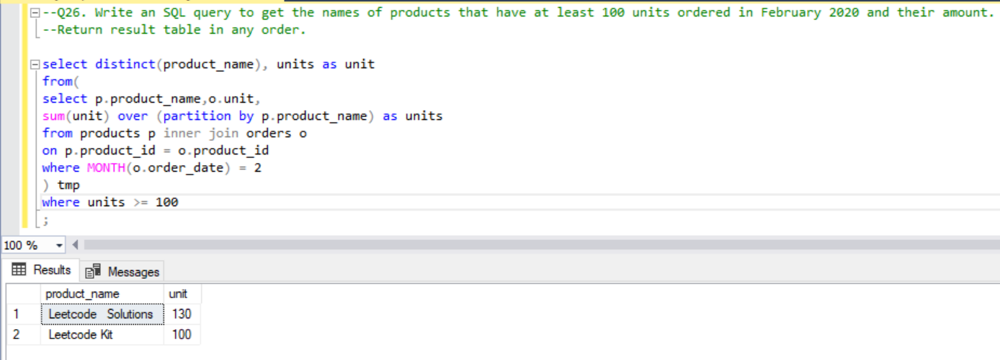 --Q26. Write an SQL query to get the names of products that have at least 100 units ordered in February 2020 and their amount.
--Return result table in any order.
select distinct(product_name), units as unit
from(
select p.product_name,o.unit,
sum(unit) over (partition by p.product_name) as units
from products p inner join orders o
on p.product_id = o.product_id
where MONTH(o.order_date) = 2
) tmp
where units >= 100
;
100 %
Results Messages
product_name unit
1 Leetcode Solutions 130
2 Leetcode Kit 100